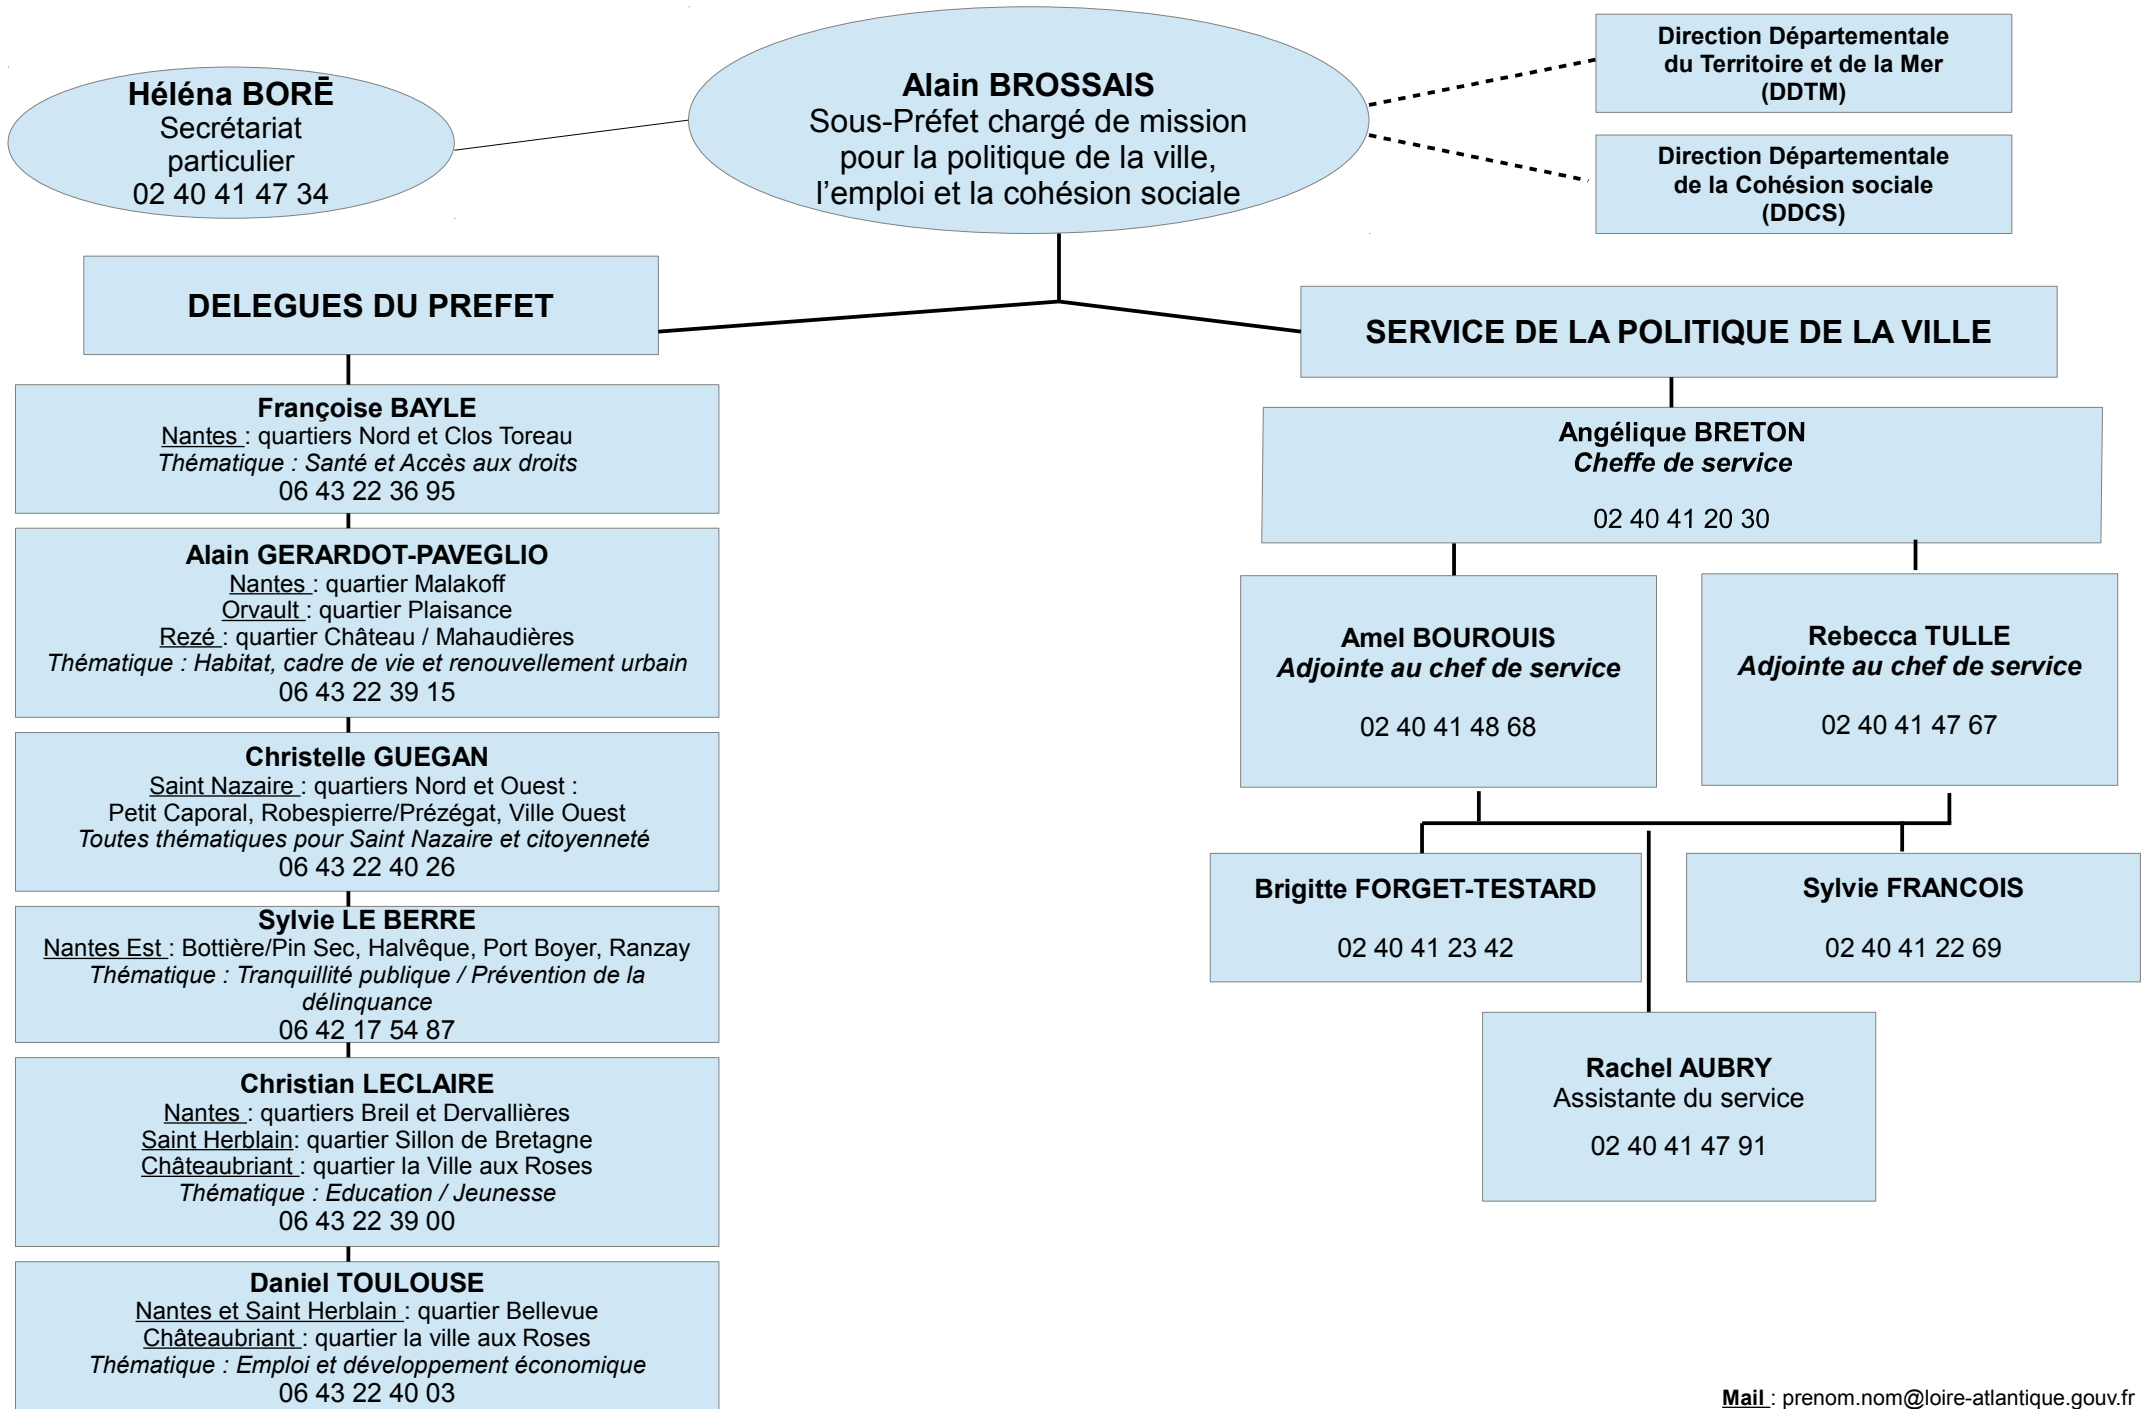 Héléna BORĒ
Secrétariat
particulier
02 40 41 47 34
Alain BROSSAIS
Sous-Préfet chargé de mission
pour la politique de la ville,
l’emploi et la cohésion sociale
Direction Départementale
du Territoire et de la Mer
(DDTM)
Direction Départementale
de la Cohésion sociale
(DDCS)
DELEGUES DU PREFET
Françoise BAYLE
Nantes : quartiers Nord et Clos Toreau
Thématique : Santé et Accès aux droits
06 43 22 36 95
Alain GERARDOT-PAVEGLIO
Nantes : quartier Malakoff
Orvault : quartier Plaisance
Rezé : quartier Château / Mahaudières
Thématique : Habitat, cadre de vie et renouvellement urbain
06 43 22 39 15
Christelle GUEGAN
Saint Nazaire : quartiers Nord et Ouest :
Petit Caporal, Robespierre/Prézégat, Ville Ouest
Toutes thématiques pour Saint Nazaire et citoyenneté
06 43 22 40 26
Sylvie LE BERRE
Nantes Est : Bottière/Pin Sec, Halvêque, Port Boyer, Ranzay
Thématique : Tranquillité publique / Prévention de la
délinquance
06 42 17 54 87
Christian LECLAIRE
Nantes : quartiers Breil et Dervallières
Saint Herblain: quartier Sillon de Bretagne
Châteaubriant : quartier la Ville aux Roses
Thématique : Education / Jeunesse
06 43 22 39 00
Daniel TOULOUSE
Nantes et Saint Herblain : quartier Bellevue
Châteaubriant : quartier la ville aux Roses
Thématique : Emploi et développement économique
06 43 22 40 03
SERVICE DE LA POLITIQUE DE LA VILLE
Angélique BRETON
Cheffe de service
02 40 41 20 30
Amel BOUROUIS
Adjointe au chef de service
02 40 41 48 68
Rebecca TULLE
Adjointe au chef de service
02 40 41 47 67
Brigitte FORGET-TESTARD
02 40 41 23 42
Sylvie FRANCOIS
02 40 41 22 69
Rachel AUBRY
Assistante du service
02 40 41 47 91
Mail : prenom.nom@loire-atlantique.gouv.fr